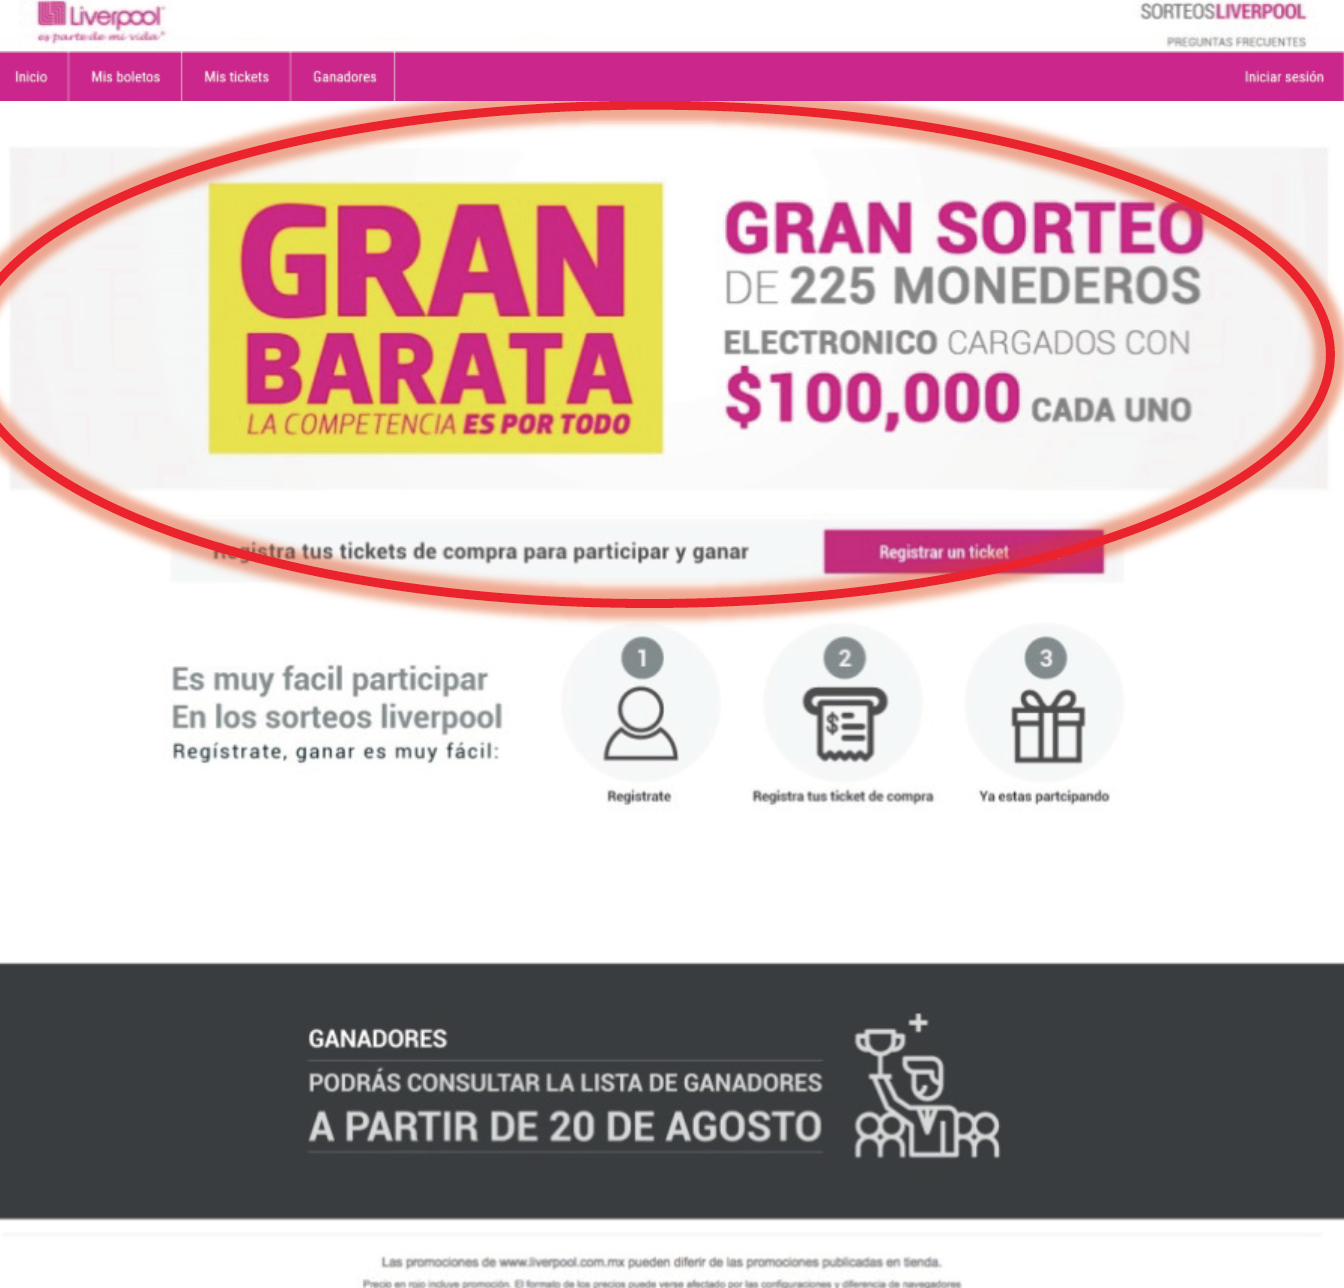 Liverpool
es parte de mi vida
SORTEOSLIVERPOOL
PREGUNTAS FRECUENTES
Inicio
Mis boletos
Mis tickets
Ganadores
Iniciar sesión
GRAN
BARATA
LA COMPETENCIA ES POR TODO
GRAN SORTEO
DE 225 MONEDEROS
ELECTRONICO CARGADOS CON
$100,000 CADA UNO
Registra tus tickets de compra para participar y ganar
Registrar un ticket
Es muy facil participar
En los sorteos liverpool
Regístrate, ganar es muy fácil:
1
2
3
$
Registrate
Registra tus ticket de compra
Ya estas partcipando
GANADORES
PODRÁS CONSULTAR LA LISTA DE GANADORES
A PARTIR DE 20 DE AGOSTO
Las promociones de www.liverpool.com.mx pueden diferir de las promociones publicadas en tienda.
Precio en rojo incluye promoción. El formato de los precios puede verse afectado por las configuraciones y diferencia de navegadores